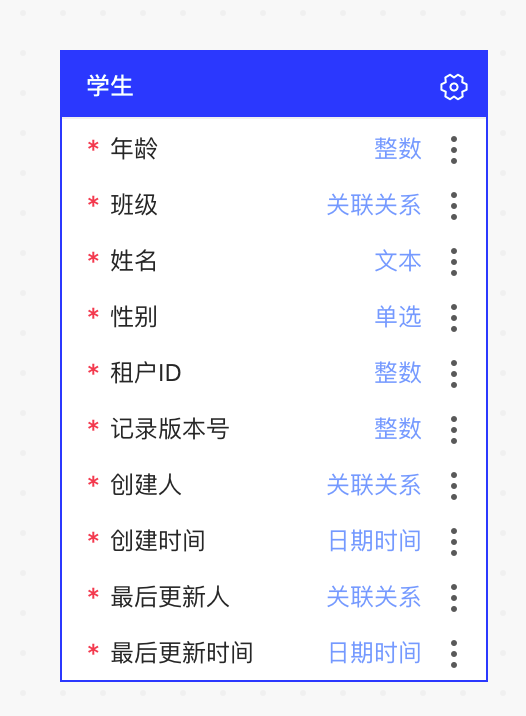 学生
* 年龄 整数
* 班级 关联关系
* 姓名 文本
* 性别 单选
* 租户ID 整数
* 记录版本号 整数
* 创建人 关联关系
* 创建时间 日期时间
* 最后更新人 关联关系
* 最后更新时间 日期时间